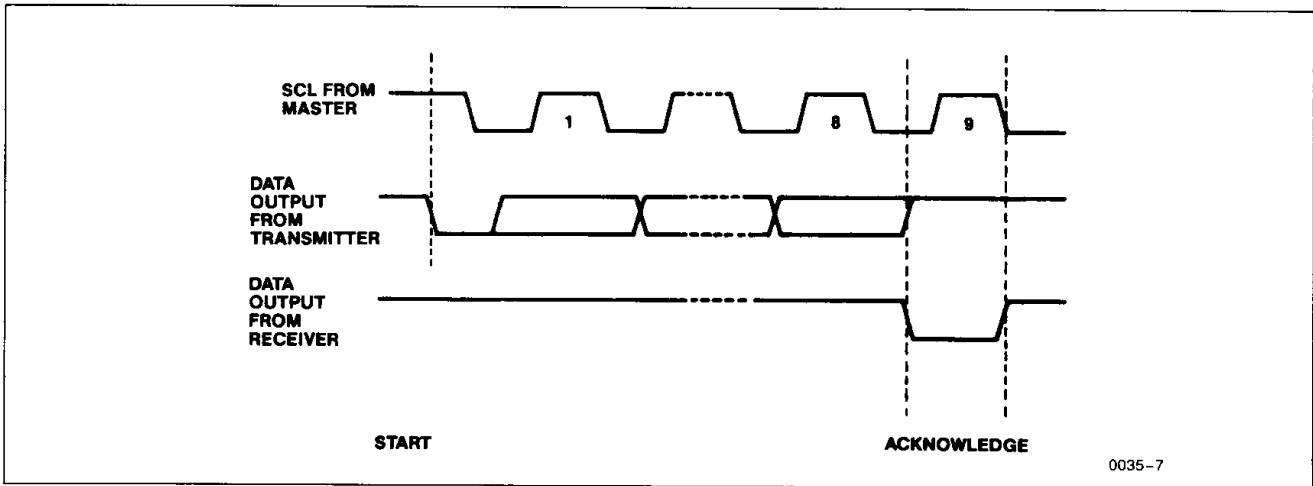 SCL FROM
MASTER
1
8
9
DATA
OUTPUT
FROM
TRANSMITTER
DATA
OUTPUT
FROM
RECEIVER
START
ACKNOWLEDGE
0035-7